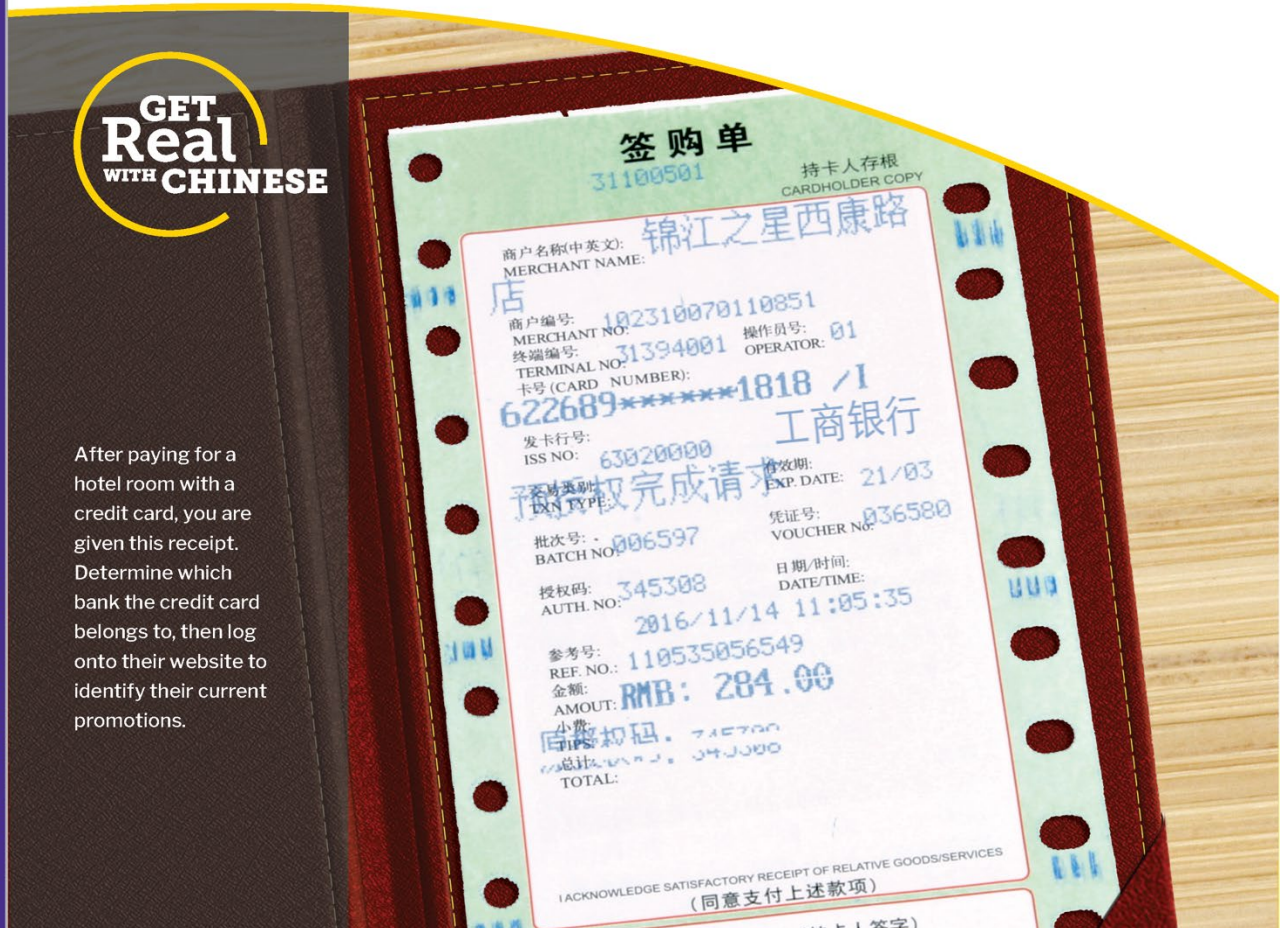 GET
Real
WITH CHINESE
After paying for a
hotel room with a
credit card, you are
given this receipt.
Determine which
bank the credit card
belongs to, then log
onto their website to
identify their current
promotions.
签购单
31100501
持卡人存根
CARDHOLDER COPY
商户名称(中英文): 锦江之星西康路
MERCHANT NAME:
店
商户编号: 102310070110851
MERCHANT NO:
终端编号: 31394001 操作员号: 01
TERMINAL NO: OPERATOR:
卡号(CARD NUMBER):
622689******1818 /I
发卡行号: 工商银行
ISS NO: 63020000
交易类别: 有效期:
TXN TYPE: EXP. DATE: 21/03
预授权完成请求
批次号: 006597 凭证号: 036580
BATCH NO: VOUCHER No:
授权码: 345308 日期/时间:
AUTH. NO: DATE/TIME:
2016/11/14 11:05:35
参考号: 110535056549
REF. NO.:
金额: RMB: 284.00
AMOUT:
小费:
TIPS:
总计:
TOTAL:
I ACKNOWLEDGE SATISFACTORY RECEIPT OF RELATIVE GOODS/SERVICES
(同意支付上述款项)